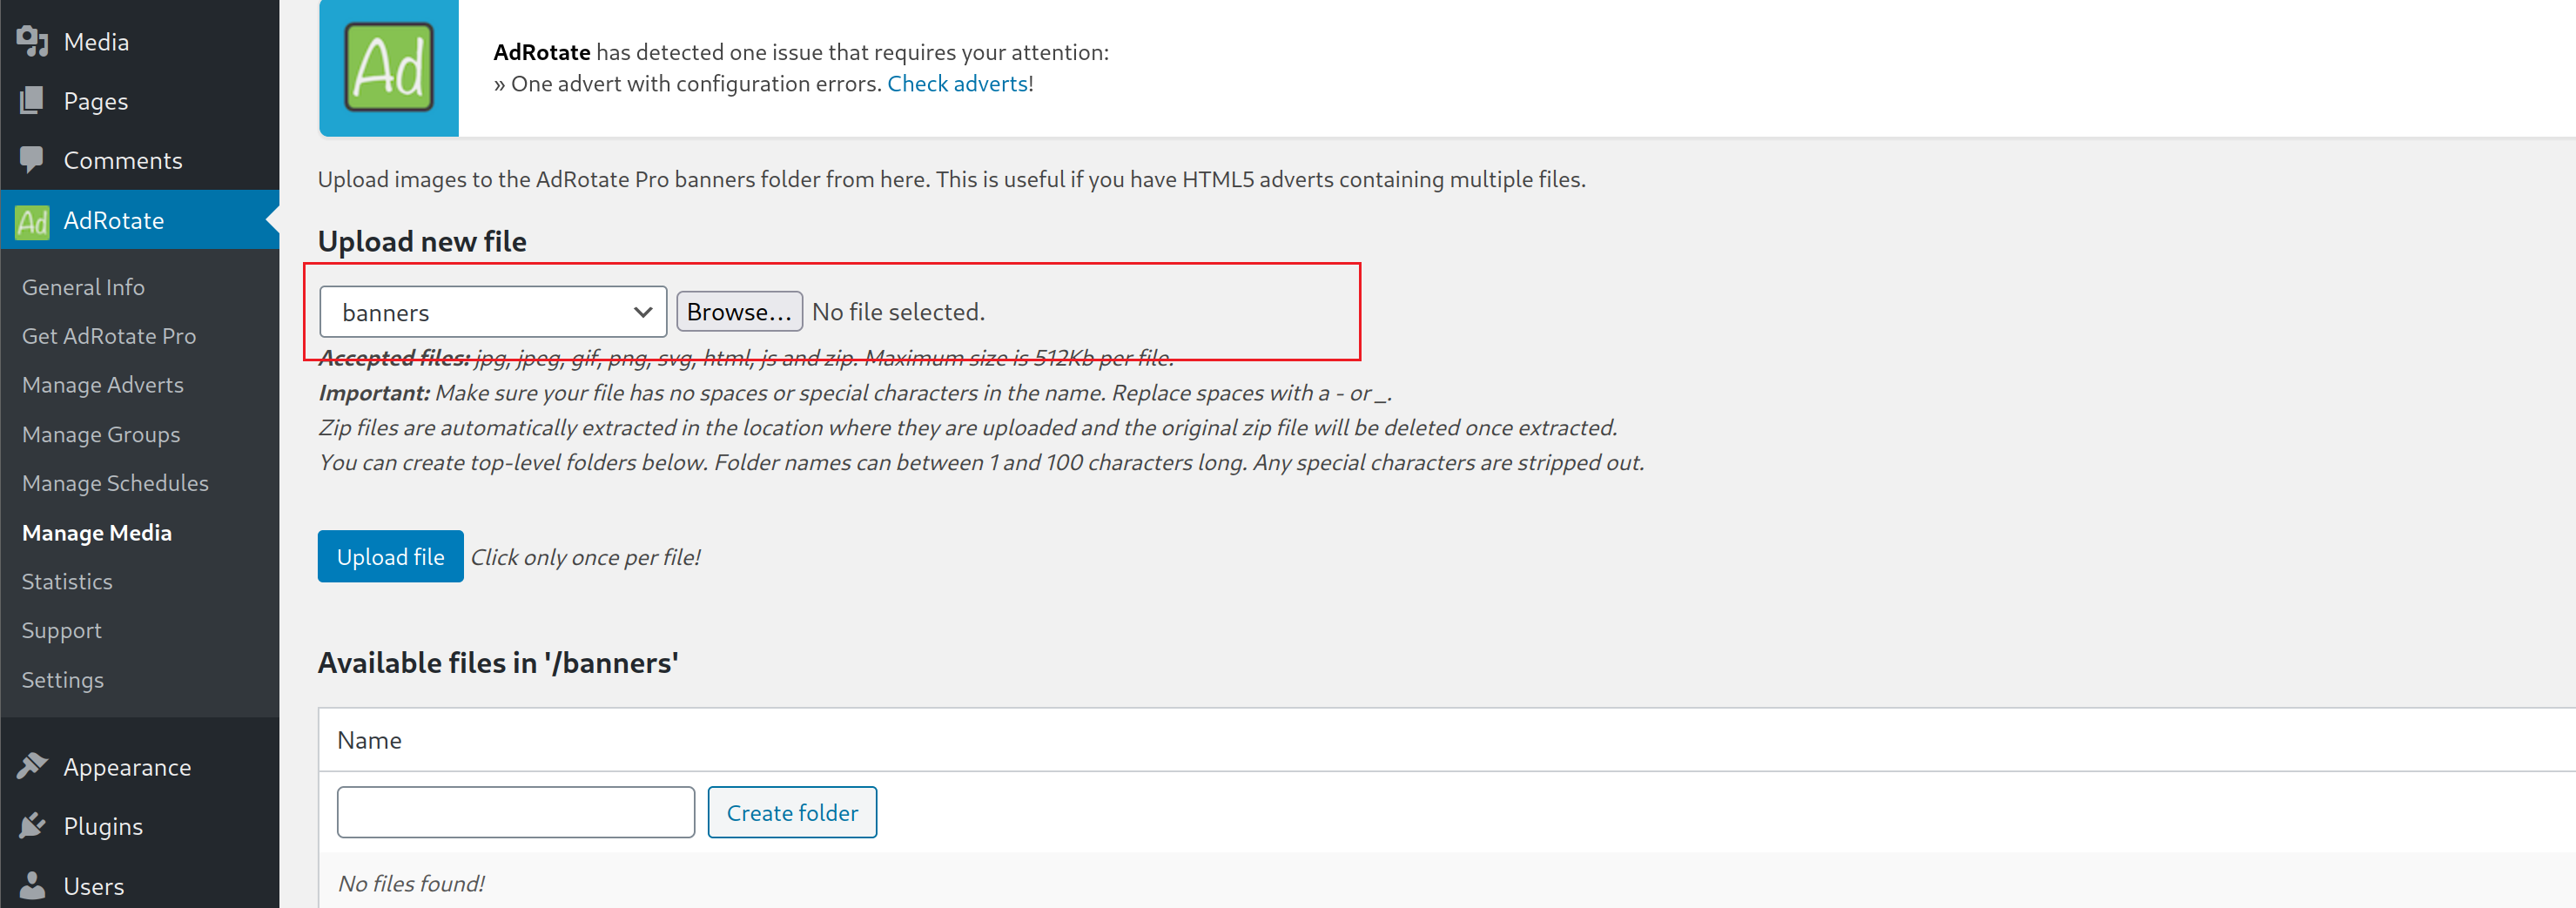 Media
Pages
Comments
Ad AdRotate
General Info
Get AdRotate Pro
Manage Adverts
Manage Groups
Manage Schedules
Manage Media
Statistics
Support
Settings
Appearance
Plugins
Users
Ad
AdRotate has detected one issue that requires your attention:
» One advert with configuration errors. Check adverts!
Upload images to the AdRotate Pro banners folder from here. This is useful if you have HTML5 adverts containing multiple files.
Upload new file
banners Browse... No file selected.
Accepted files: jpg, jpeg, gif, png, svg, html, js and zip. Maximum size is 512Kb per file.
Important: Make sure your file has no spaces or special characters in the name. Replace spaces with a - or _.
Zip files are automatically extracted in the location where they are uploaded and the original zip file will be deleted once extracted.
You can create top-level folders below. Folder names can between 1 and 100 characters long. Any special characters are stripped out.
Upload file Click only once per file!
Available files in '/banners'
Name
Create folder
No files found!